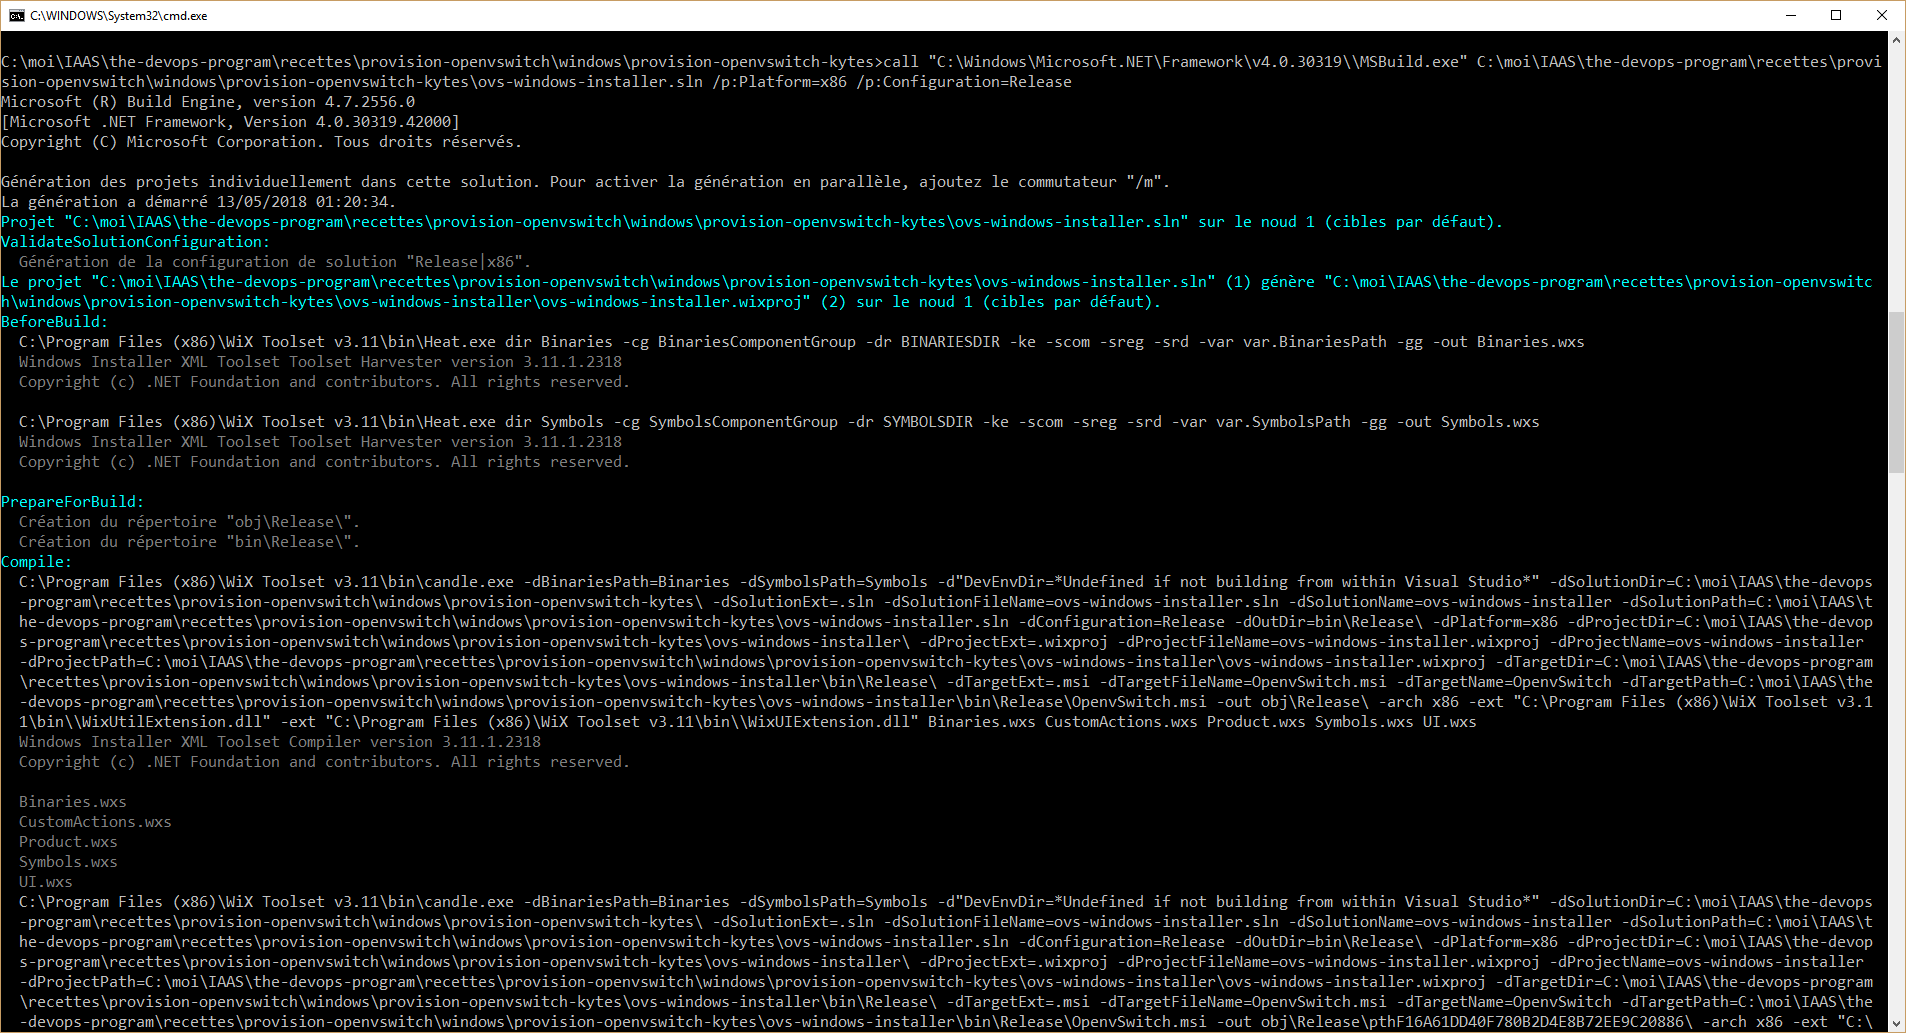 C:\WINDOWS\System32\cmd.exe
C:\moi\IAAS\the-devops-program\recettes\provision-openvswitch\windows\provision-openvswitch-kytes>call "C:\Windows\Microsoft.NET\Framework\v4.0.30319\\MSBuild.exe" C:\moi\IAAS\the-devops-program\recettes\provi
sion-openvswitch\windows\provision-openvswitch-kytes\ovs-windows-installer.sln /p:Platform=x86 /p:Configuration=Release
Microsoft (R) Build Engine, version 4.7.2556.0
[Microsoft .NET Framework, Version 4.0.30319.42000]
Copyright (C) Microsoft Corporation. Tous droits réservés.
Génération des projets individuellement dans cette solution. Pour activer la génération en parallèle, ajoutez le commutateur "/m".
La génération a démarré 13/05/2018 01:20:34.
Projet "C:\moi\IAAS\the-devops-program\recettes\provision-openvswitch\windows\provision-openvswitch-kytes\ovs-windows-installer.sln" sur le noud 1 (cibles par défaut).
ValidateSolutionConfiguration:
  Génération de la configuration de solution "Release|x86".
Le projet "C:\moi\IAAS\the-devops-program\recettes\provision-openvswitch\windows\provision-openvswitch-kytes\ovs-windows-installer.sln" (1) génère "C:\moi\IAAS\the-devops-program\recettes\provision-openvswitc
h\windows\provision-openvswitch-kytes\ovs-windows-installer\ovs-windows-installer.wixproj" (2) sur le noud 1 (cibles par défaut).
BeforeBuild:
  C:\Program Files (x86)\WiX Toolset v3.11\bin\Heat.exe dir Binaries -cg BinariesComponentGroup -dr BINARIESDIR -ke -scom -sreg -srd -var var.BinariesPath -gg -out Binaries.wxs
  Windows Installer XML Toolset Toolset Harvester version 3.11.1.2318
  Copyright (c) .NET Foundation and contributors. All rights reserved.
  C:\Program Files (x86)\WiX Toolset v3.11\bin\Heat.exe dir Symbols -cg SymbolsComponentGroup -dr SYMBOLSDIR -ke -scom -sreg -srd -var var.SymbolsPath -gg -out Symbols.wxs
  Windows Installer XML Toolset Toolset Harvester version 3.11.1.2318
  Copyright (c) .NET Foundation and contributors. All rights reserved.
PrepareForBuild:
  Création du répertoire "obj\Release\".
  Création du répertoire "bin\Release\".
Compile:
  C:\Program Files (x86)\WiX Toolset v3.11\bin\candle.exe -dBinariesPath=Binaries -dSymbolsPath=Symbols -d"DevEnvDir=*Undefined if not building from within Visual Studio*" -dSolutionDir=C:\moi\IAAS\the-devops
  -program\recettes\provision-openvswitch\windows\provision-openvswitch-kytes\ -dSolutionExt=.sln -dSolutionFileName=ovs-windows-installer.sln -dSolutionName=ovs-windows-installer -dSolutionPath=C:\moi\IAAS\t
  he-devops-program\recettes\provision-openvswitch\windows\provision-openvswitch-kytes\ovs-windows-installer.sln -dConfiguration=Release -dOutDir=bin\Release\ -dPlatform=x86 -dProjectDir=C:\moi\IAAS\the-devop
  s-program\recettes\provision-openvswitch\windows\provision-openvswitch-kytes\ovs-windows-installer\ -dProjectExt=.wixproj -dProjectFileName=ovs-windows-installer.wixproj -dProjectName=ovs-windows-installer
  -dProjectPath=C:\moi\IAAS\the-devops-program\recettes\provision-openvswitch\windows\provision-openvswitch-kytes\ovs-windows-installer\ovs-windows-installer.wixproj -dTargetDir=C:\moi\IAAS\the-devops-program
  \recettes\provision-openvswitch\windows\provision-openvswitch-kytes\ovs-windows-installer\bin\Release\ -dTargetExt=.msi -dTargetFileName=OpenvSwitch.msi -dTargetName=OpenvSwitch -dTargetPath=C:\moi\IAAS\the
  -devops-program\recettes\provision-openvswitch\windows\provision-openvswitch-kytes\ovs-windows-installer\bin\Release\OpenvSwitch.msi -out obj\Release\ -arch x86 -ext "C:\Program Files (x86)\WiX Toolset v3.1
  1\bin\\WixUtilExtension.dll" -ext "C:\Program Files (x86)\WiX Toolset v3.11\bin\\WixUIExtension.dll" Binaries.wxs CustomActions.wxs Product.wxs Symbols.wxs UI.wxs
  Windows Installer XML Toolset Compiler version 3.11.1.2318
  Copyright (c) .NET Foundation and contributors. All rights reserved.
  Binaries.wxs
  CustomActions.wxs
  Product.wxs
  Symbols.wxs
  UI.wxs
  C:\Program Files (x86)\WiX Toolset v3.11\bin\candle.exe -dBinariesPath=Binaries -dSymbolsPath=Symbols -d"DevEnvDir=*Undefined if not building from within Visual Studio*" -dSolutionDir=C:\moi\IAAS\the-devops
  -program\recettes\provision-openvswitch\windows\provision-openvswitch-kytes\ -dSolutionExt=.sln -dSolutionFileName=ovs-windows-installer.sln -dSolutionName=ovs-windows-installer -dSolutionPath=C:\moi\IAAS\t
  he-devops-program\recettes\provision-openvswitch\windows\provision-openvswitch-kytes\ovs-windows-installer.sln -dConfiguration=Release -dOutDir=bin\Release\ -dPlatform=x86 -dProjectDir=C:\moi\IAAS\the-devop
  s-program\recettes\provision-openvswitch\windows\provision-openvswitch-kytes\ovs-windows-installer\ -dProjectExt=.wixproj -dProjectFileName=ovs-windows-installer.wixproj -dProjectName=ovs-windows-installer
  -dProjectPath=C:\moi\IAAS\the-devops-program\recettes\provision-openvswitch\windows\provision-openvswitch-kytes\ovs-windows-installer\ovs-windows-installer.wixproj -dTargetDir=C:\moi\IAAS\the-devops-program
  \recettes\provision-openvswitch\windows\provision-openvswitch-kytes\ovs-windows-installer\bin\Release\ -dTargetExt=.msi -dTargetFileName=OpenvSwitch.msi -dTargetName=OpenvSwitch -dTargetPath=C:\moi\IAAS\the
  -devops-program\recettes\provision-openvswitch\windows\provision-openvswitch-kytes\ovs-windows-installer\bin\Release\OpenvSwitch.msi -out obj\Release\pthF16A61DD40F780B2D4E8B72EE9C20886\ -arch x86 -ext "C:\